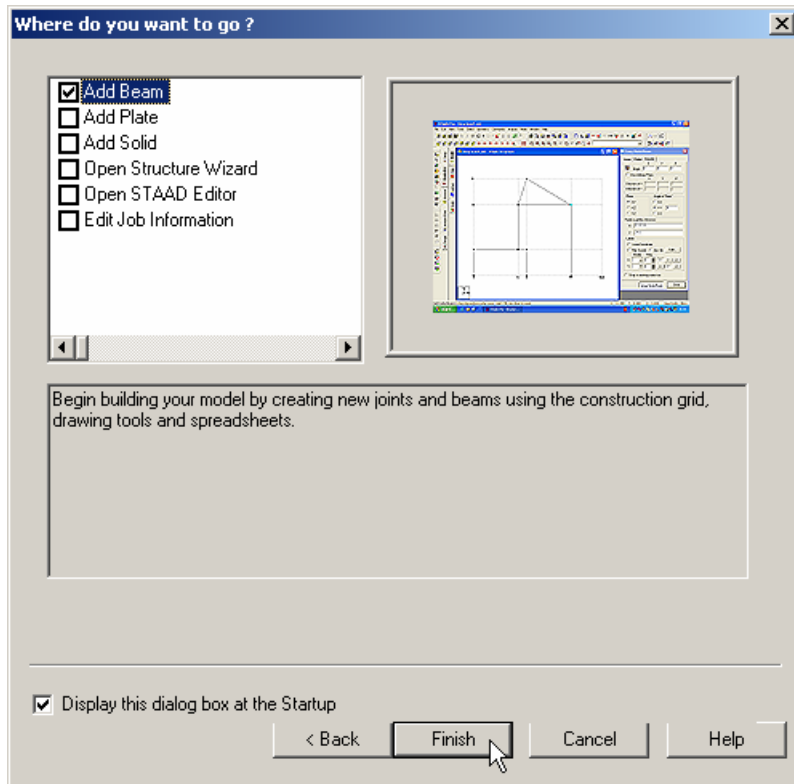 Where do you want to go ?
Add Beam
Add Plate
Add Solid
Open Structure Wizard
Open STAAD Editor
Edit Job Information
Begin building your model by creating new joints and beams using the construction grid,
drawing tools and spreadsheets.
Display this dialog box at the Startup
< Back
Finish
Cancel
Help